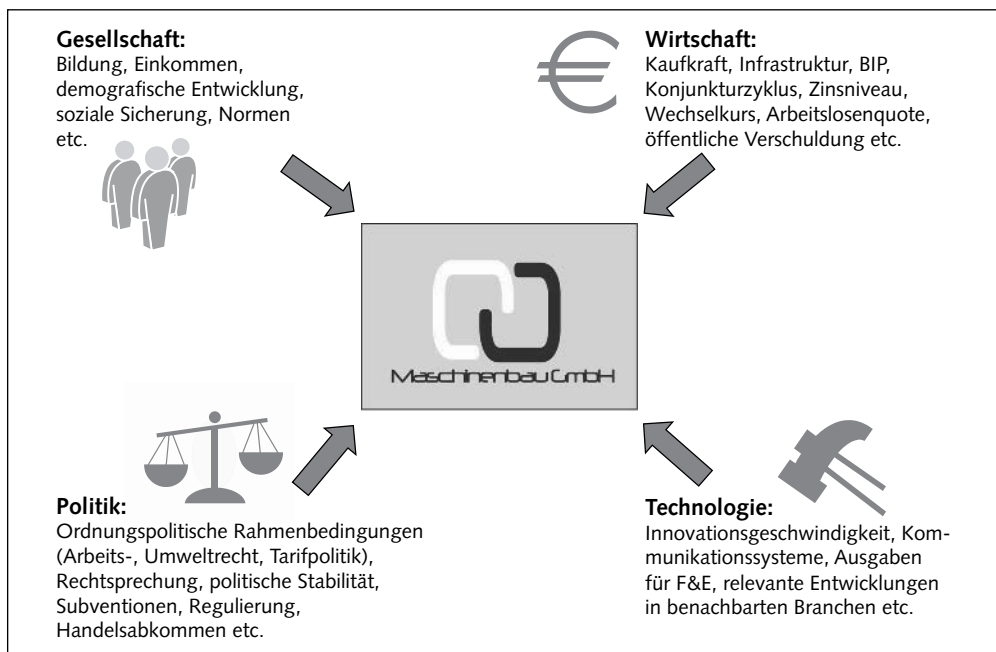 Gesellschaft:
Bildung, Einkommen,
demografische Entwicklung,
soziale Sicherung, Normen
etc.
Wirtschaft:
Kaufkraft, Infrastruktur, BIP,
Konjunkturzyklus, Zinsniveau,
Wechselkurs, Arbeitslosenquote,
öffentliche Verschuldung etc.
Maschinenbau GmbH
Politik:
Ordnungspolitische Rahmenbedingungen
(Arbeits-, Umweltrecht, Tarifpolitik),
Rechtsprechung, politische Stabilität,
Subventionen, Regulierung,
Handelsabkommen etc.
Technologie:
Innovationsgeschwindigkeit, Kom-
munikationssysteme, Ausgaben
für F&E, relevante Entwicklungen
in benachbarten Branchen etc.